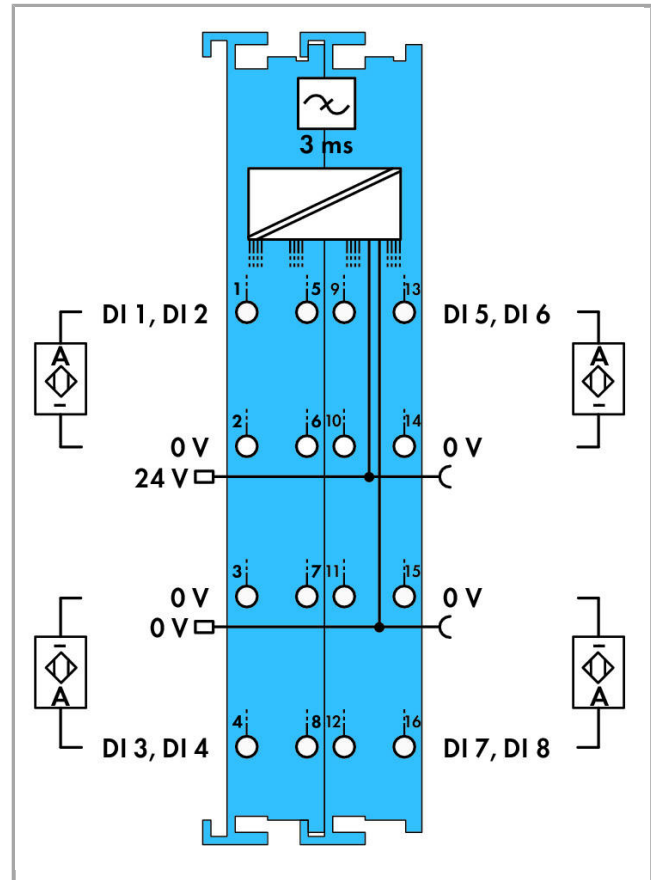 3 ms
1 5 9 13
DI 1, DI 2 DI 5, DI 6
A A
– –
2 6 10 14
0 V 0 V
24 V
3 7 11 15
0 V 0 V
0 V
– –
A A
4 8 12 16
DI 3, DI 4 DI 7, DI 8